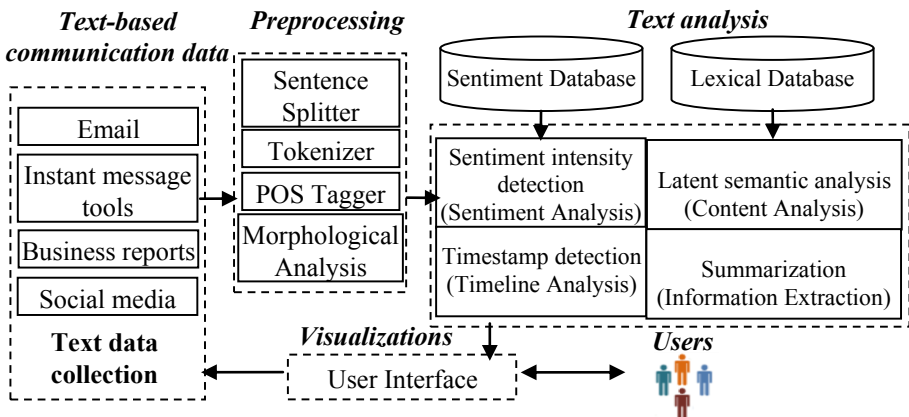 Text-based
communication data
Email
Instant message
tools
Business reports
Social media
Text data
collection
Preprocessing
Sentence
Splitter
Tokenizer
POS Tagger
Morphological
Analysis
Text analysis
Sentiment Database
Lexical Database
Sentiment intensity
detection
(Sentiment Analysis)
Latent semantic analysis
(Content Analysis)
Timestamp detection
(Timeline Analysis)
Summarization
(Information Extraction)
Visualizations
User Interface
Users